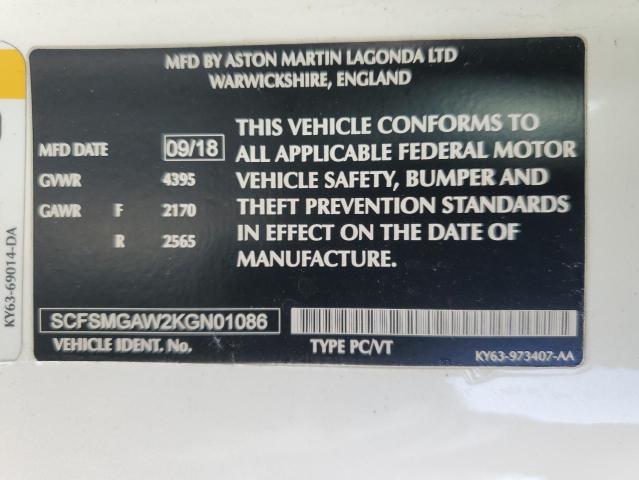 MFD BY ASTON MARTIN LAGONDA LTD
WARWICKSHIRE, ENGLAND
MFD DATE 09/18
GVWR 4395
GAWR F 2170
R 2565
THIS VEHICLE CONFORMS TO
ALL APPLICABLE FEDERAL MOTOR
VEHICLE SAFETY, BUMPER AND
THEFT PREVENTION STANDARDS
IN EFFECT ON THE DATE OF
MANUFACTURE.
SCFSMGAW2KGN01086
VEHICLE IDENT. No. TYPE PC/VT
KY63-973407-AA
KY63-69014-DA